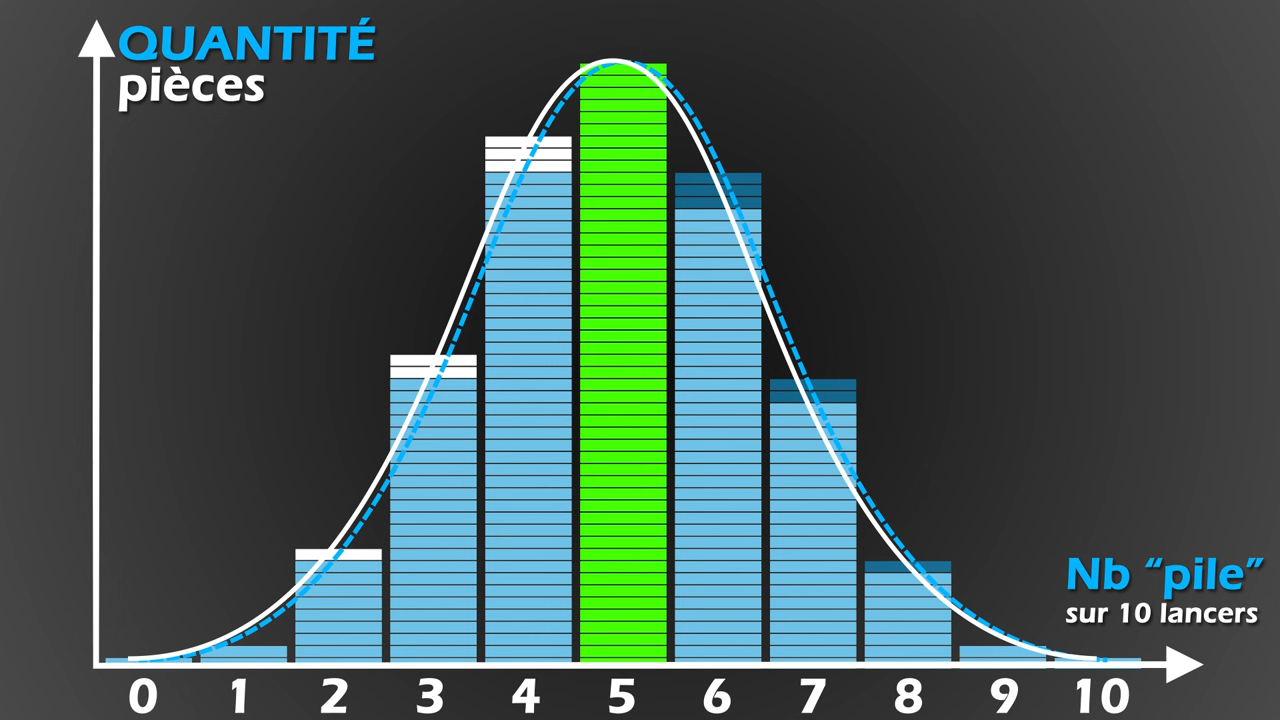 QUANTITÉ
pièces
Nb “pile”
sur 10 lancers
0 1 2 3 4 5 6 7 8 9 10